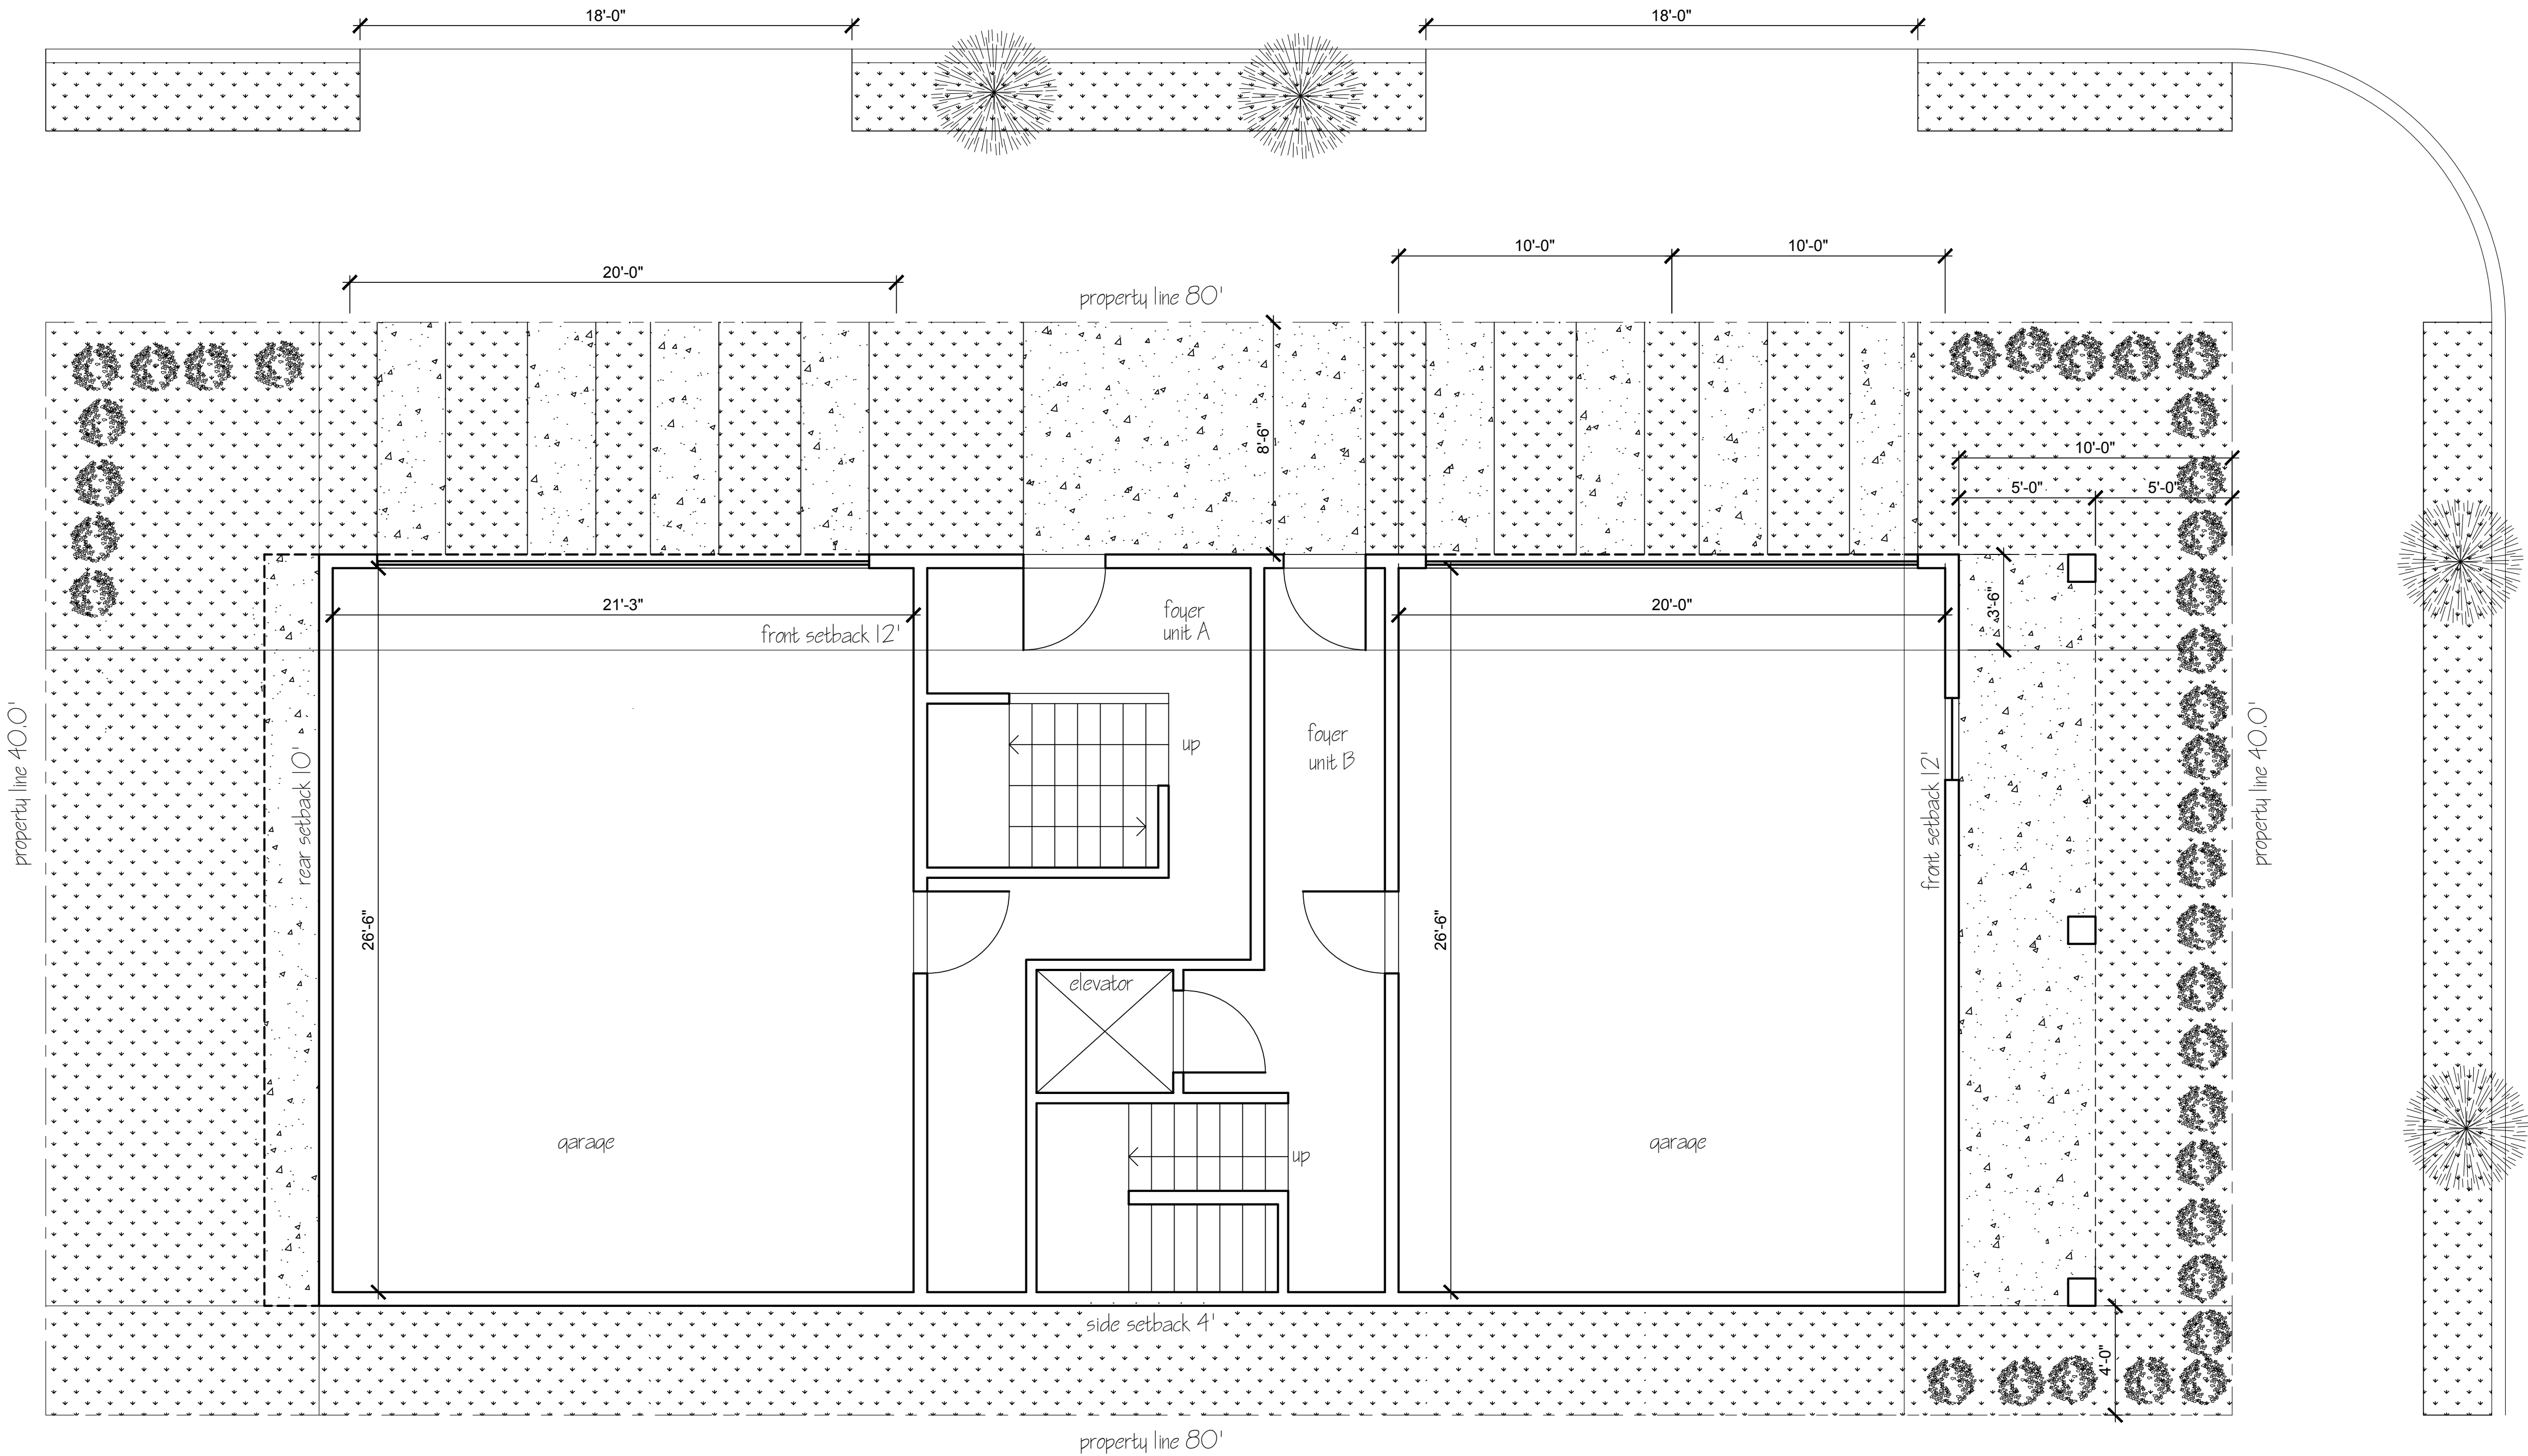 18'-0"
18'-0"
10'-0"
10'-0"
20'-0"
property line 80'
8'-6"
10'-0"
5'-0"
5'-0"
21'-3"
foyer
unit A
front setback 12'
20'-0"
3'-6"
property line 40.0'
rear setback 10'
up
foyer
unit B
front setback 12'
property line 40.0'
26'-6"
26'-6"
elevator
garage
up
garage
side setback 4'
4'-0"
property line 80'